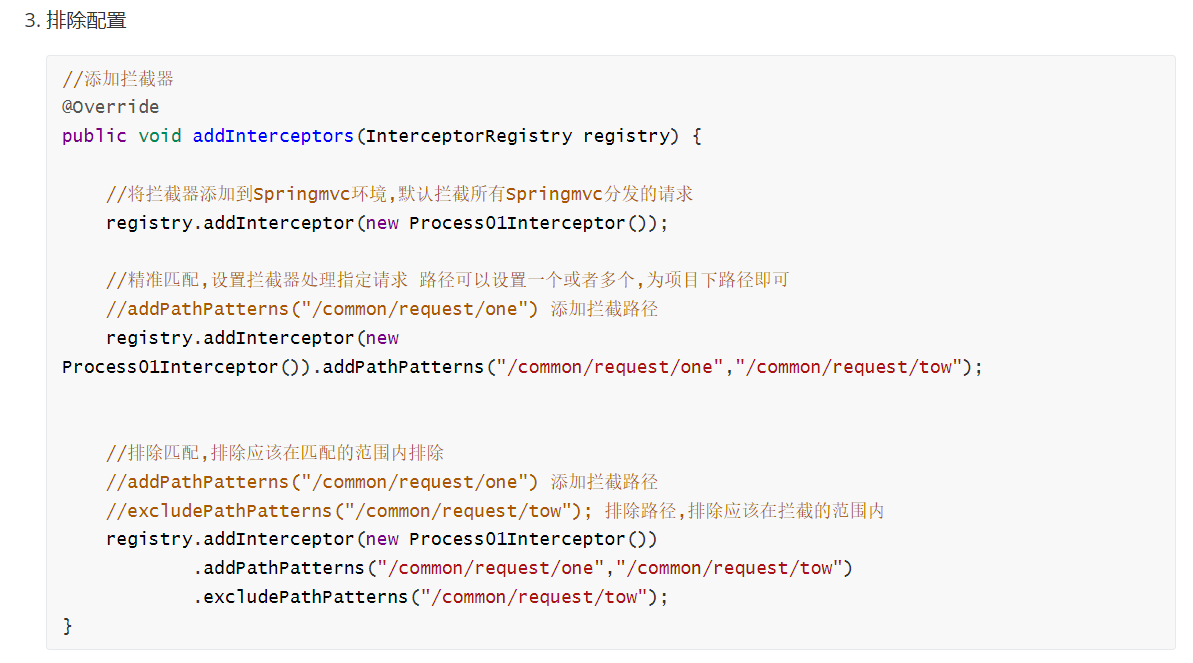 3. 排除配置
//添加拦截器
@Override
public void addInterceptors(InterceptorRegistry registry) {
//将拦截器添加到Springmvc环境,默认拦截所有Springmvc分发的请求
registry.addInterceptor(new Process01Interceptor());
//精准匹配,设置拦截器处理指定请求 路径可以设置一个或者多个,为项目下路径即可
//addPathPatterns("/common/request/one") 添加拦截路径
registry.addInterceptor(new
Process01Interceptor()).addPathPatterns("/common/request/one","/common/request/tow");
//排除匹配,排除应该在匹配的范围内排除
//addPathPatterns("/common/request/one") 添加拦截路径
//excludePathPatterns("/common/request/tow"); 排除路径,排除应该在拦截的范围内
registry.addInterceptor(new Process01Interceptor())
.addPathPatterns("/common/request/one","/common/request/tow")
.excludePathPatterns("/common/request/tow");
}